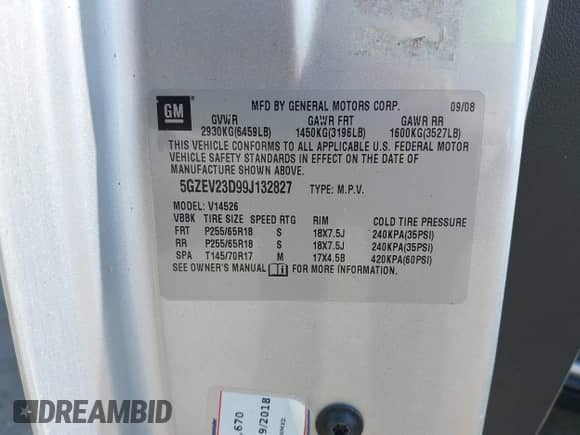 GM
MFD BY GENERAL MOTORS CORP. 09/08
GVWR GAWR FRT GAWR RR
2930KG(6459LB) 1450KG(3196LB) 1600KG(3527LB)
THIS VEHICLE CONFORMS TO ALL APPLICABLE U.S. FEDERAL MOTOR
VEHICLE SAFETY STANDARDS IN EFFECT ON THE DATE OF
MANUFACTURE SHOWN ABOVE.
5GZEV23D99J132827 TYPE: M.P.V.
MODEL: V14526
VBBK TIRE SIZE SPEED RTG RIM COLD TIRE PRESSURE
FRT P255/65R18 S 18X7.5J 240KPA(35PSI)
RR P255/65R18 S 18X7.5J 240KPA(35PSI)
SPA T145/70R17 M 17X4.5B 420KPA(60PSI)
SEE OWNER'S MANUAL FOR MORE INFORMATION.
,670
9/2018
DREAMBID